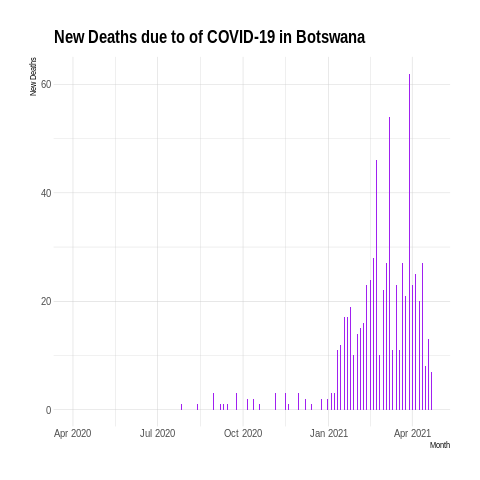 New Deaths due to of COVID-19 in Botswana
New Deaths
60
40
20
0
Apr 2020 Jul 2020 Oct 2020 Jan 2021 Apr 2021
Month